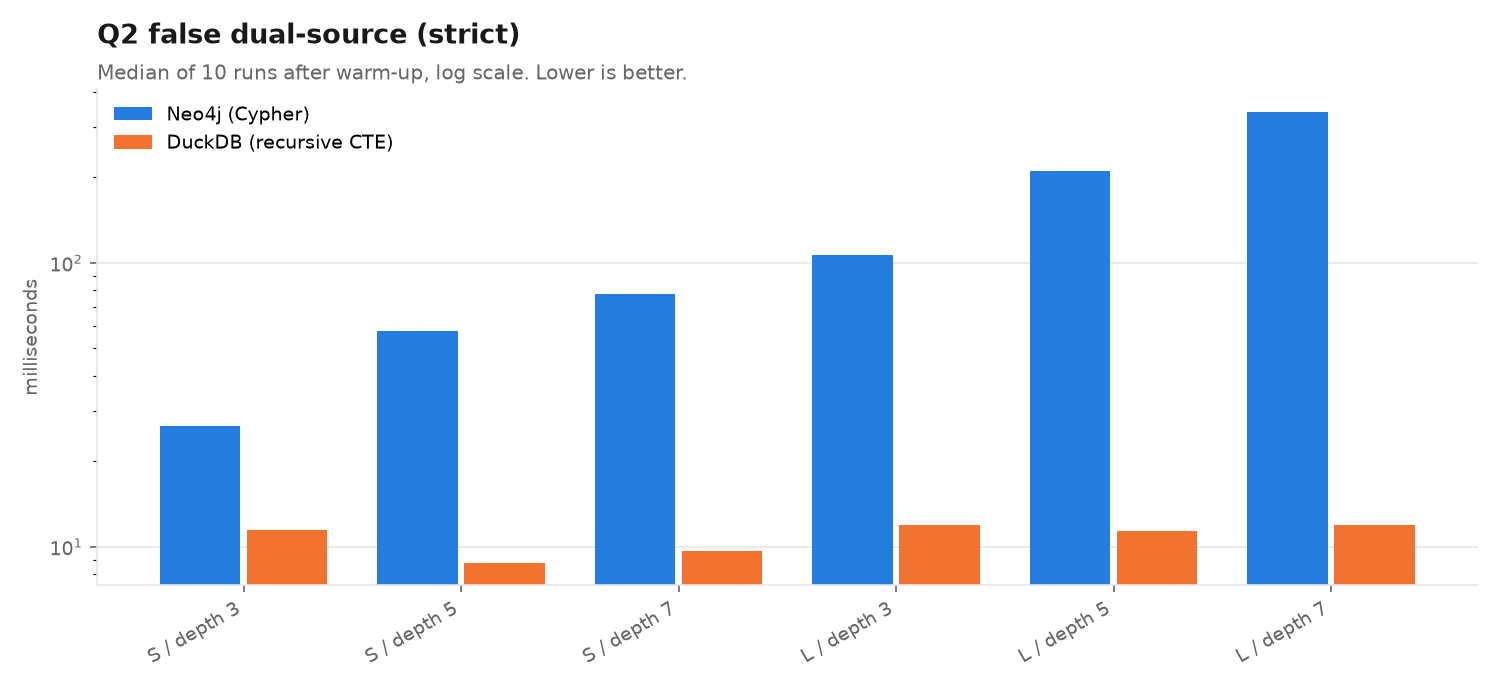 Q2 false dual-source (strict)
Median of 10 runs after warm-up, log scale. Lower is better.
Neo4j (Cypher)
DuckDB (recursive CTE)
milliseconds
10²
10¹
S / depth 3
S / depth 5
S / depth 7
L / depth 3
L / depth 5
L / depth 7